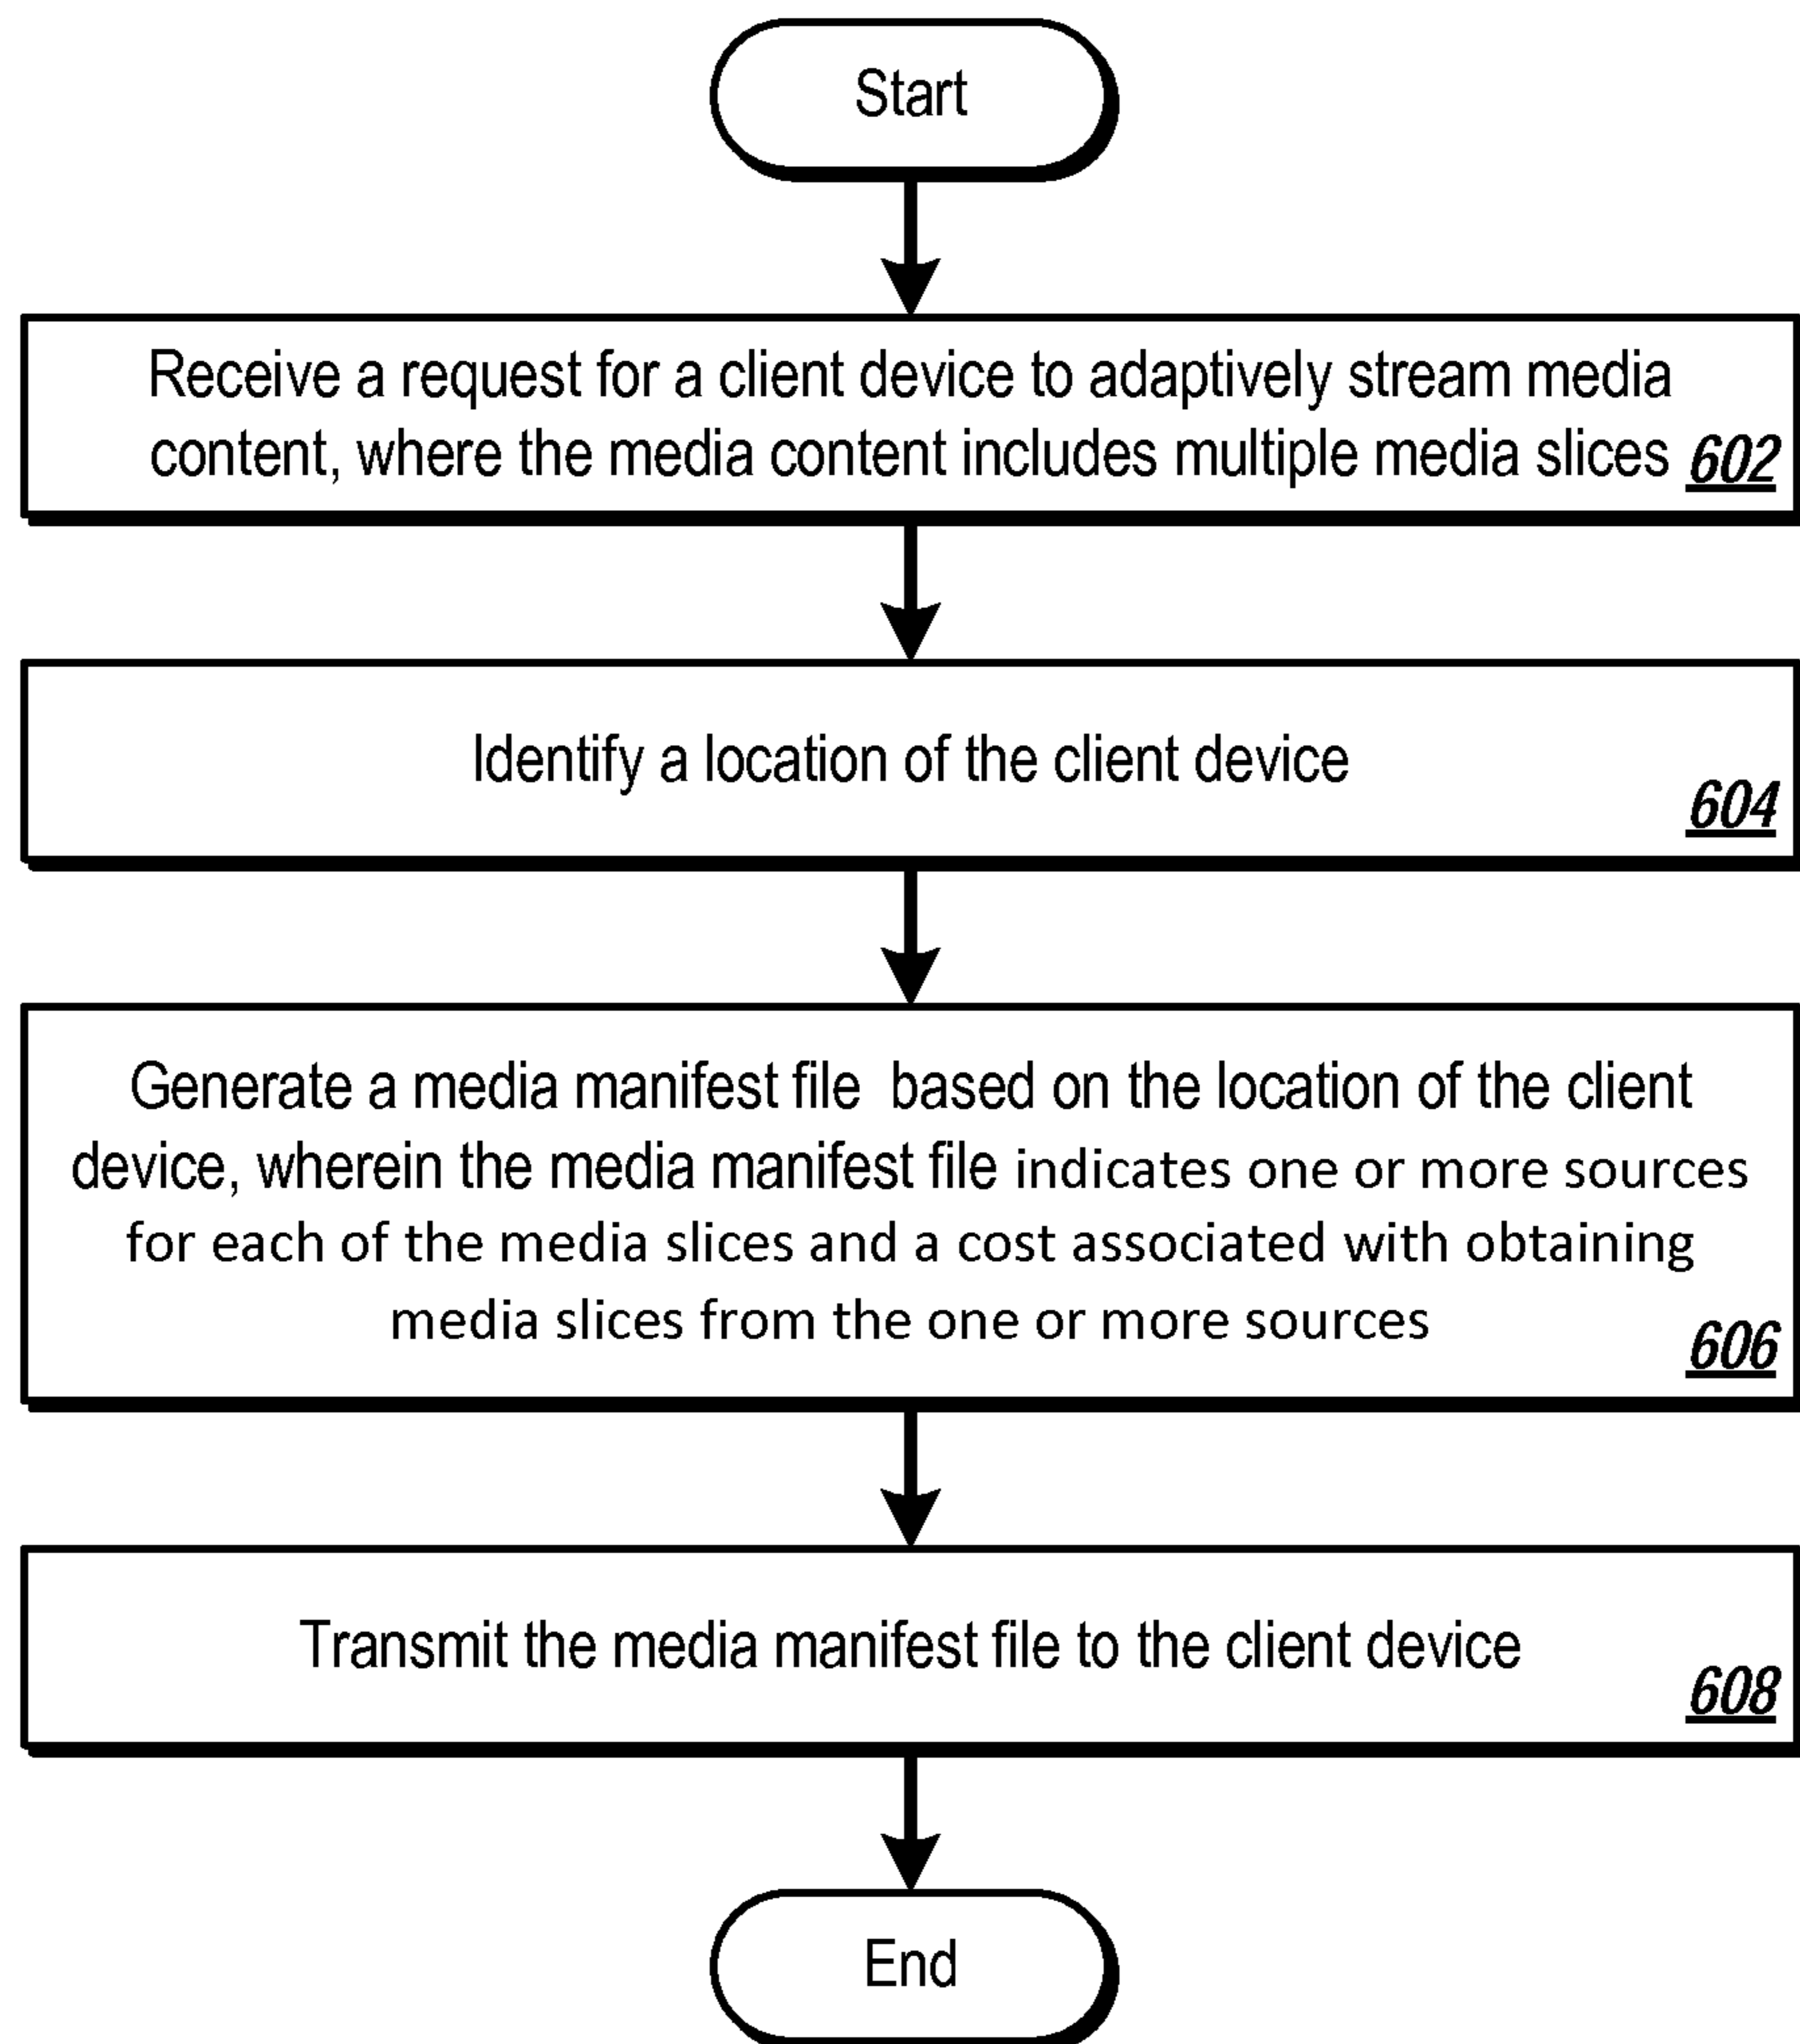 Start
Receive a request for a client device to adaptively stream media
content, where the media content includes multiple media slices 602
Identify a location of the client device
604
Generate a media manifest file based on the location of the client
device, wherein the media manifest file indicates one or more sources
for each of the media slices and a cost associated with obtaining
media slices from the one or more sources
606
Transmit the media manifest file to the client device
608
End